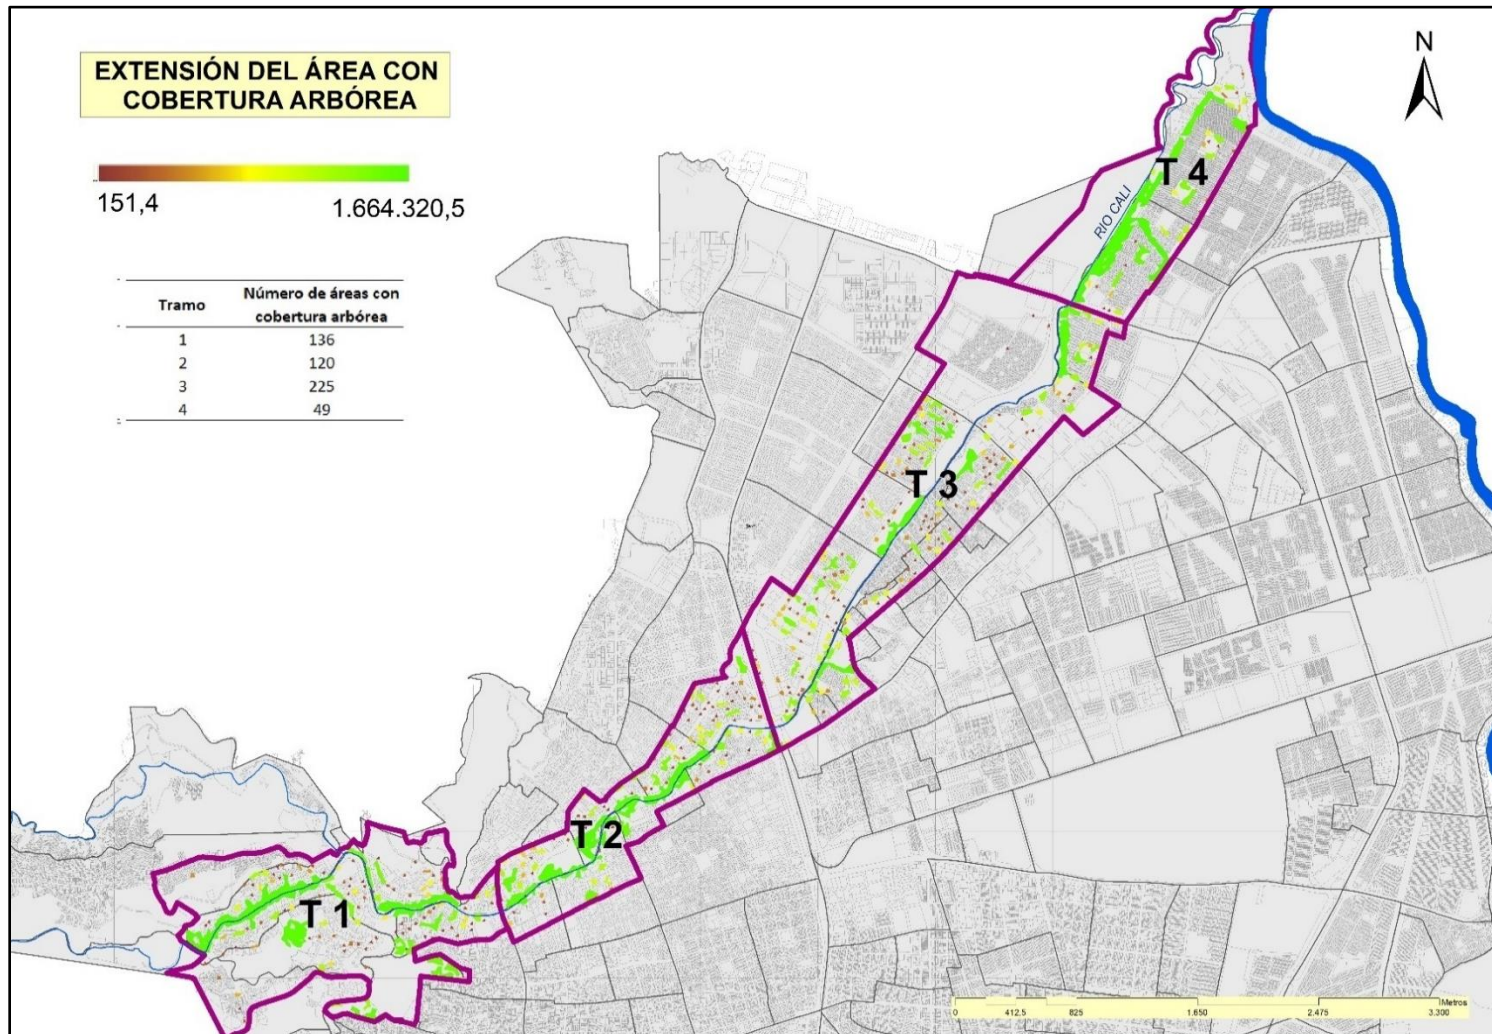 EXTENSIÓN DEL ÁREA CON
COBERTURA ARBÓREA
151,4
1.664.320,5
Tramo
Número de áreas con
cobertura arbórea
1 136
2 120
3 225
4 49
N
T 4
RIO CALI
T 3
T 2
T 1
Metros
0 412.5 825 1.650 2.475 3.300